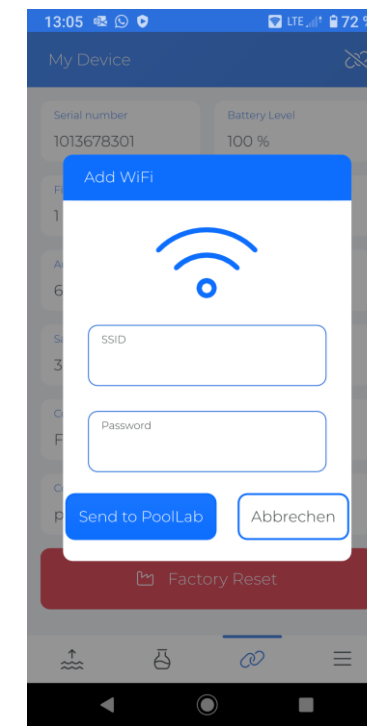 13:05 LTE 72 %
My Device
Serial number Battery Level
1013678301 100 %
Add WiFi
SSID
Password
Send to PoolLab Abbrechen
Factory Reset